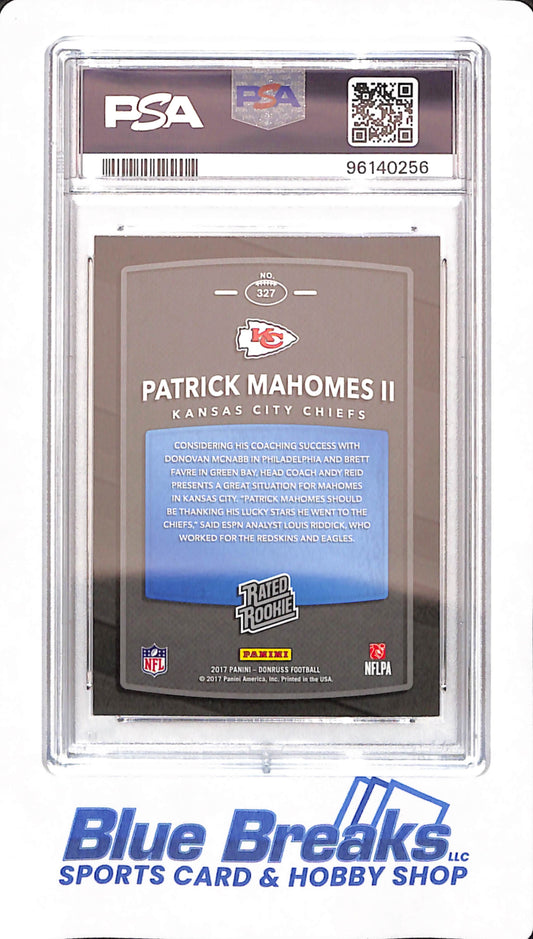 PSA
PSA
96140256
NO.
327
KC
PATRICK MAHOMES II
KANSAS CITY CHIEFS
CONSIDERING HIS COACHING SUCCESS WITH
DONOVAN MCNABB IN PHILADELPHIA AND BRETT
FAVRE IN GREEN BAY, HEAD COACH ANDY REID
PRESENTS A GREAT SITUATION FOR MAHOMES
IN KANSAS CITY. "PATRICK MAHOMES SHOULD
BE THANKING HIS LUCKY STARS HE WENT TO THE
CHIEFS," SAID ESPN ANALYST LOUIS RIDDICK, WHO
WORKED FOR THE REDSKINS AND EAGLES.
RATED
ROOKIE
NFL
PANINI
NFLPA
2017 PANINI – DONRUSS FOOTBALL
© 2017 Panini America, Inc. Printed in the USA.
Blue Breaks LLC
SPORTS CARD & HOBBY SHOP